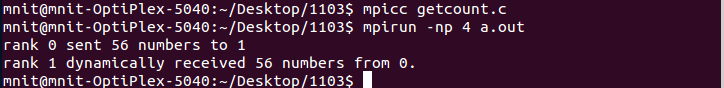 mnit@mnit-OptiPlex-5040:~/Desktop/1103$ mpicc getcount.c
mnit@mnit-OptiPlex-5040:~/Desktop/1103$ mpirun -np 4 a.out
rank 0 sent 56 numbers to 1
rank 1 dynamically received 56 numbers from 0.
mnit@mnit-OptiPlex-5040:~/Desktop/1103$